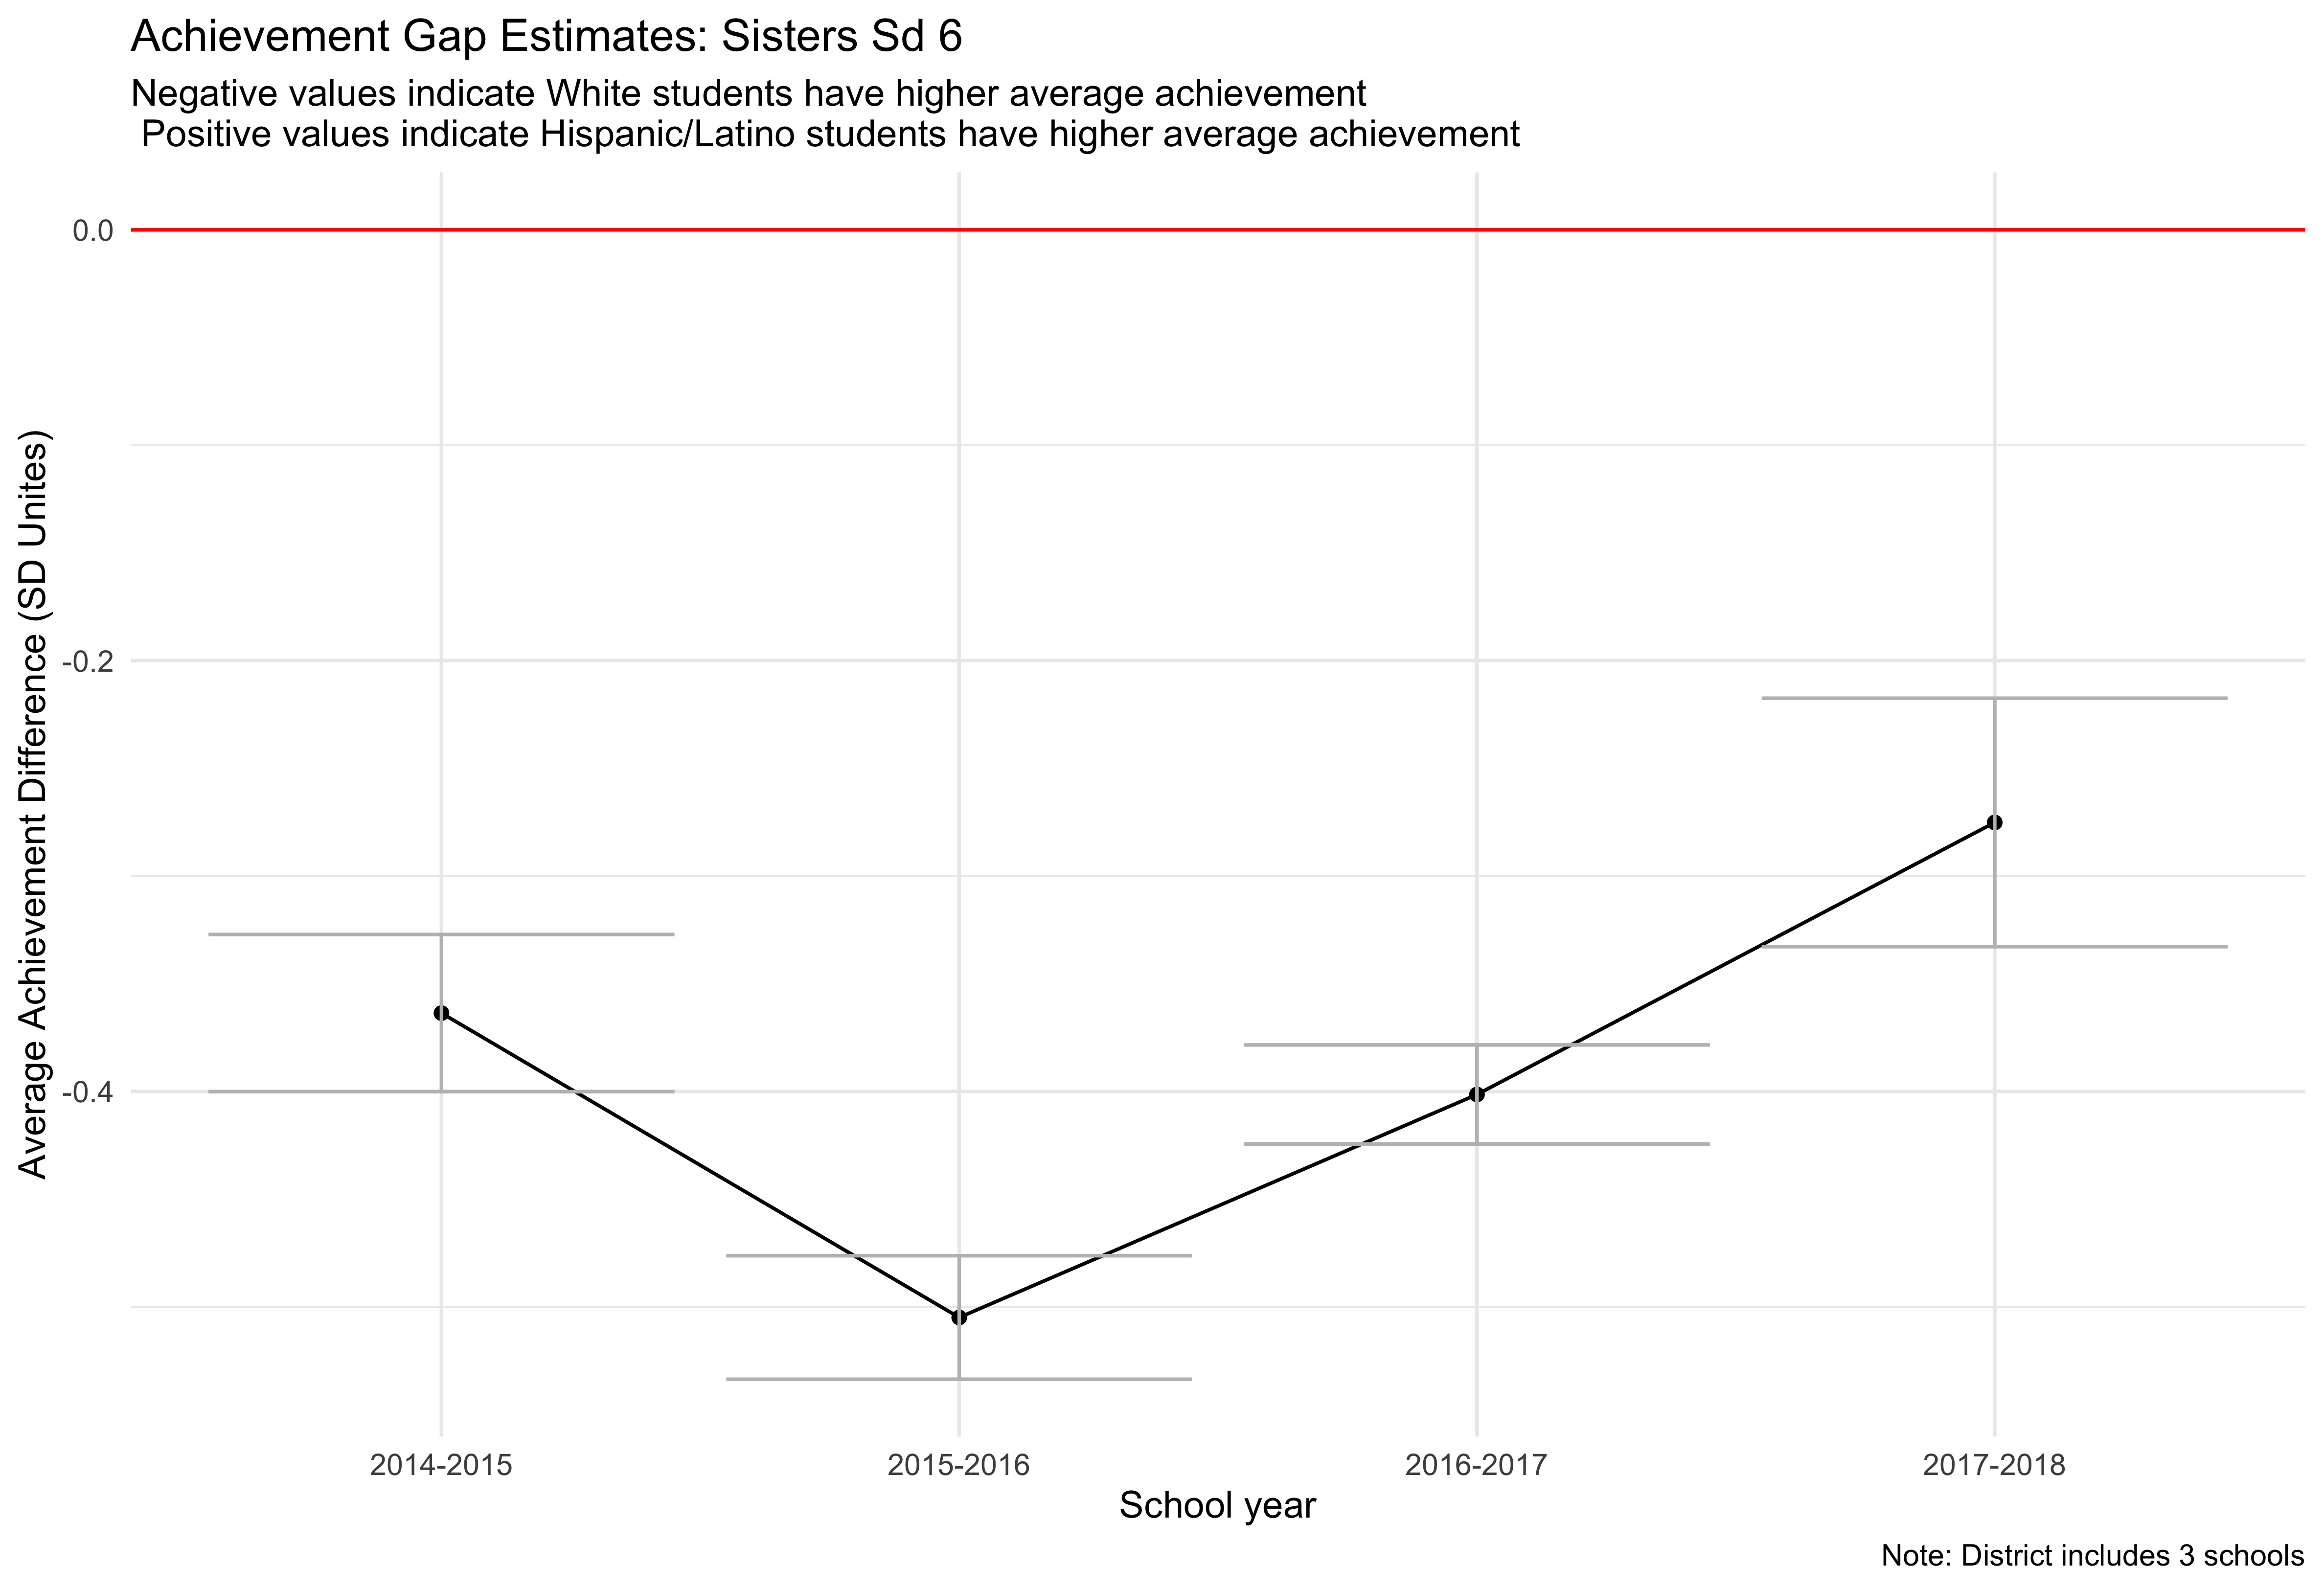 Achievement Gap Estimates: Sisters Sd 6
Negative values indicate White students have higher average achievement
Positive values indicate Hispanic/Latino students have higher average achievement
Average Achievement Difference (SD Unites)
0.0
-0.2
-0.4
2014-2015
2015-2016
2016-2017
2017-2018
School year
Note: District includes 3 schools